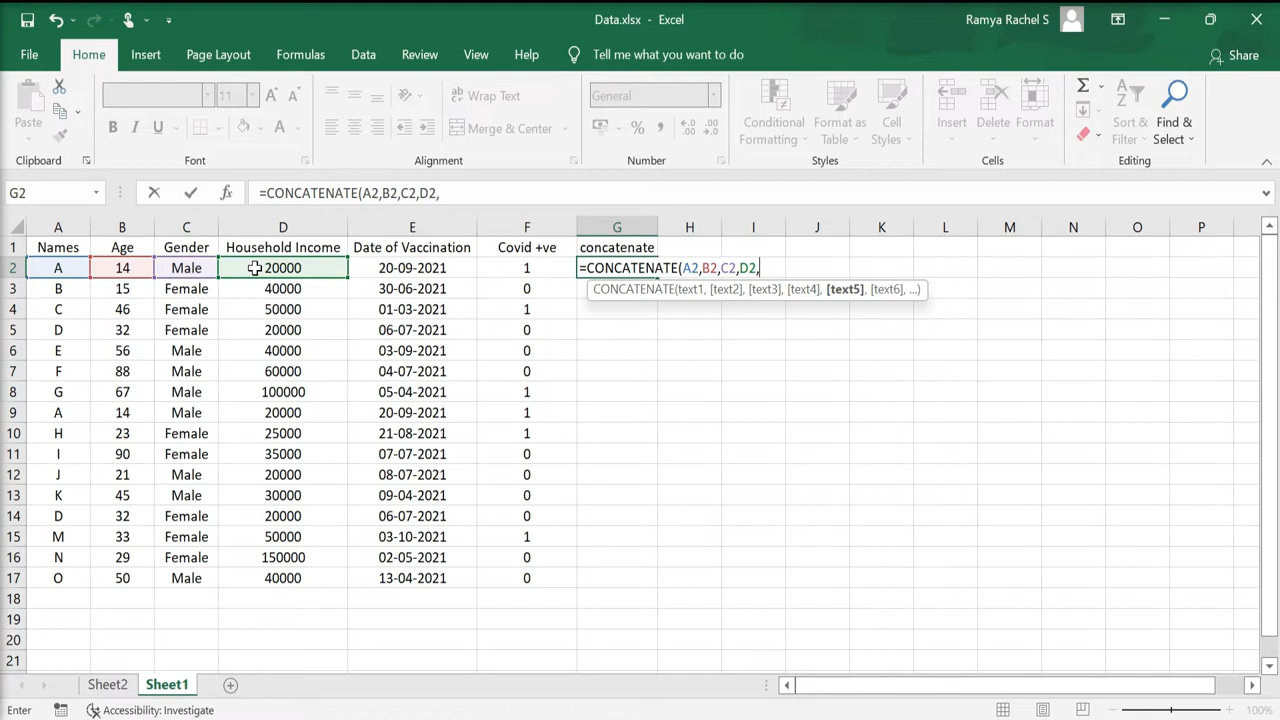 Data.xlsx - Excel
Ramya Rachel S
File Home Insert Page Layout Formulas Data Review View Help Tell me what you want to do Share
11 A A Wrap Text General
Paste B I U A Merge & Center % Conditional Formatting Format as Table Cell Styles Insert Delete Format Σ Sort & Filter Find & Select
Clipboard Font Alignment Number Styles Cells Editing
G2 fx =CONCATENATE(A2,B2,C2,D2,
A B C D E F G H I J K L M N O P
1 Names Age Gender Household Income Date of Vaccination Covid +ve concatenate
2 A 14 Male 20000 20-09-2021 1 =CONCATENATE(A2,B2,C2,D2,
3 B 15 Female 40000 30-06-2021 0 CONCATENATE(text1, [text2], [text3], [text4], [text5], [text6], ...)
4 C 46 Female 50000 01-03-2021 1
5 D 32 Female 20000 06-07-2021 0
6 E 56 Male 40000 03-09-2021 0
7 F 88 Male 60000 04-07-2021 0
8 G 67 Male 100000 05-04-2021 1
9 A 14 Male 20000 20-09-2021 1
10 H 23 Female 25000 21-08-2021 1
11 I 90 Female 35000 07-07-2021 0
12 J 21 Male 20000 08-07-2021 0
13 K 45 Male 30000 09-04-2021 0
14 D 32 Female 20000 06-07-2021 0
15 M 33 Female 50000 03-10-2021 1
16 N 29 Female 150000 02-05-2021 0
17 O 50 Male 40000 13-04-2021 0
18
19
20
21
Sheet2 Sheet1
Enter Accessibility: Investigate 100%